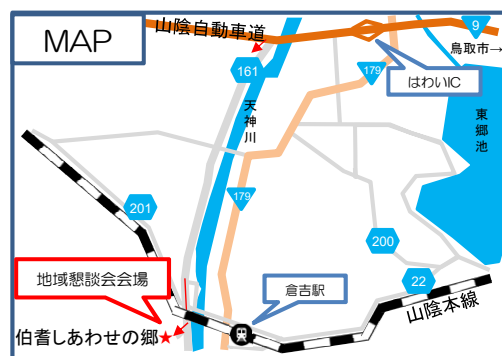 MAP
山陰自動車道
9
鳥取市→
161
179
はわいIC
天神川
東郷池
179
201
200
地域懇談会会場
倉吉駅
22
山陰本線
伯耆しあわせの郷★